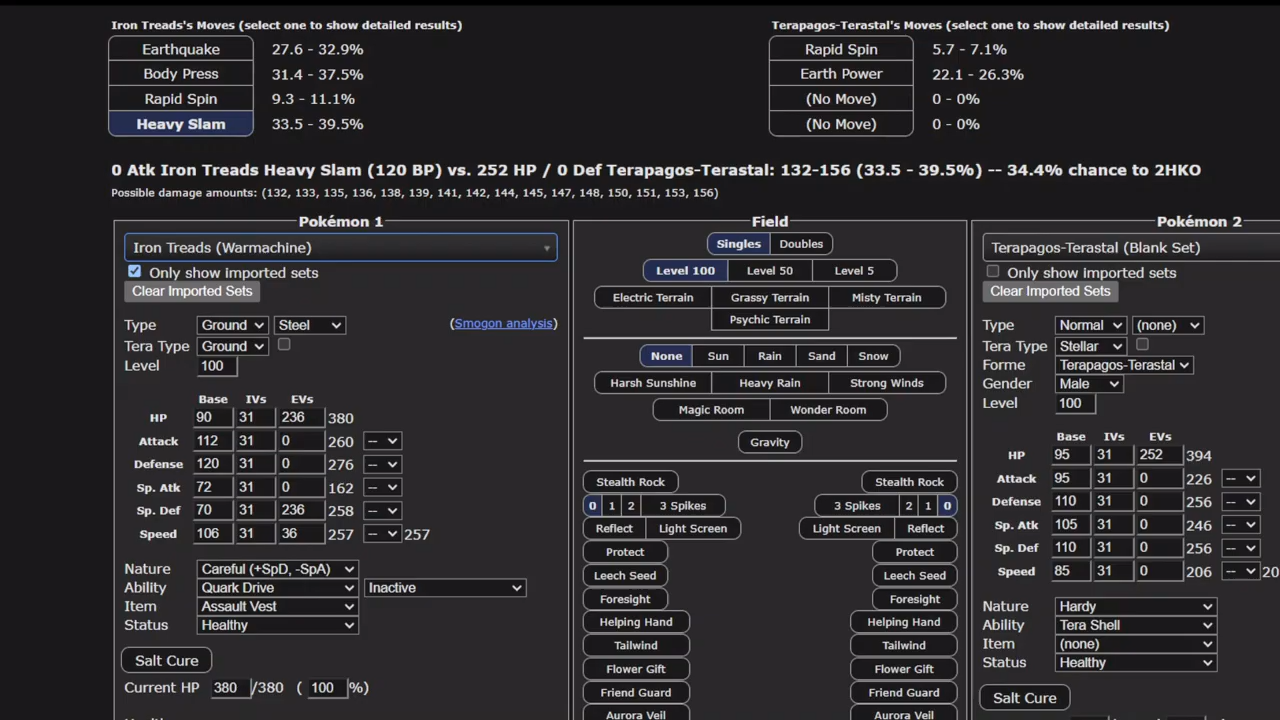 Iron Treads's Moves (select one to show detailed results)
Terapagos-Terastal's Moves (select one to show detailed results)
Earthquake 27.6 - 32.9%
Rapid Spin 5.7 - 7.1%
Body Press 31.4 - 37.5%
Earth Power 22.1 - 26.3%
Rapid Spin 9.3 - 11.1%
(No Move) 0 - 0%
Heavy Slam 33.5 - 39.5%
(No Move) 0 - 0%
0 Atk Iron Treads Heavy Slam (120 BP) vs. 252 HP / 0 Def Terapagos-Terastal: 132-156 (33.5 - 39.5%) -- 34.4% chance to 2HKO
Possible damage amounts: (132, 133, 135, 136, 138, 139, 141, 142, 144, 145, 147, 148, 150, 151, 153, 156)
Pokémon 1
Iron Treads (Warmachine)
Only show imported sets
Clear Imported Sets
Type Ground Steel (Smogon analysis)
Tera Type Ground
Level 100
Base IVs EVs
HP 90 31 236 380
Attack 112 31 0 260 --
Defense 120 31 0 276 --
Sp. Atk 72 31 0 162 --
Sp. Def 70 31 236 258 --
Speed 106 31 36 257 -- 257
Nature Careful (+SpD, -SpA)
Ability Quark Drive Inactive
Item Assault Vest
Status Healthy
Salt Cure
Current HP 380 /380 ( 100 %)
Field
Singles Doubles
Level 100 Level 50 Level 5
Electric Terrain Grassy Terrain Misty Terrain
Psychic Terrain
None Sun Rain Sand Snow
Harsh Sunshine Heavy Rain Strong Winds
Magic Room Wonder Room
Gravity
Stealth Rock Stealth Rock
0 1 2 3 Spikes 3 Spikes 2 1 0
Reflect Light Screen Light Screen Reflect
Protect Protect
Leech Seed Leech Seed
Foresight Foresight
Helping Hand Helping Hand
Tailwind Tailwind
Flower Gift Flower Gift
Friend Guard Friend Guard
Aurora Veil Aurora Veil
Pokémon 2
Terapagos-Terastal (Blank Set)
Only show imported sets
Clear Imported Sets
Type Normal (none)
Tera Type Stellar
Forme Terapagos-Terastal
Gender Male
Level 100
Base IVs EVs
HP 95 31 252 394
Attack 95 31 0 226 --
Defense 110 31 0 256 --
Sp. Atk 105 31 0 246 --
Sp. Def 110 31 0 256 --
Speed 85 31 0 206 -- 20
Nature Hardy
Ability Tera Shell
Item (none)
Status Healthy
Salt Cure